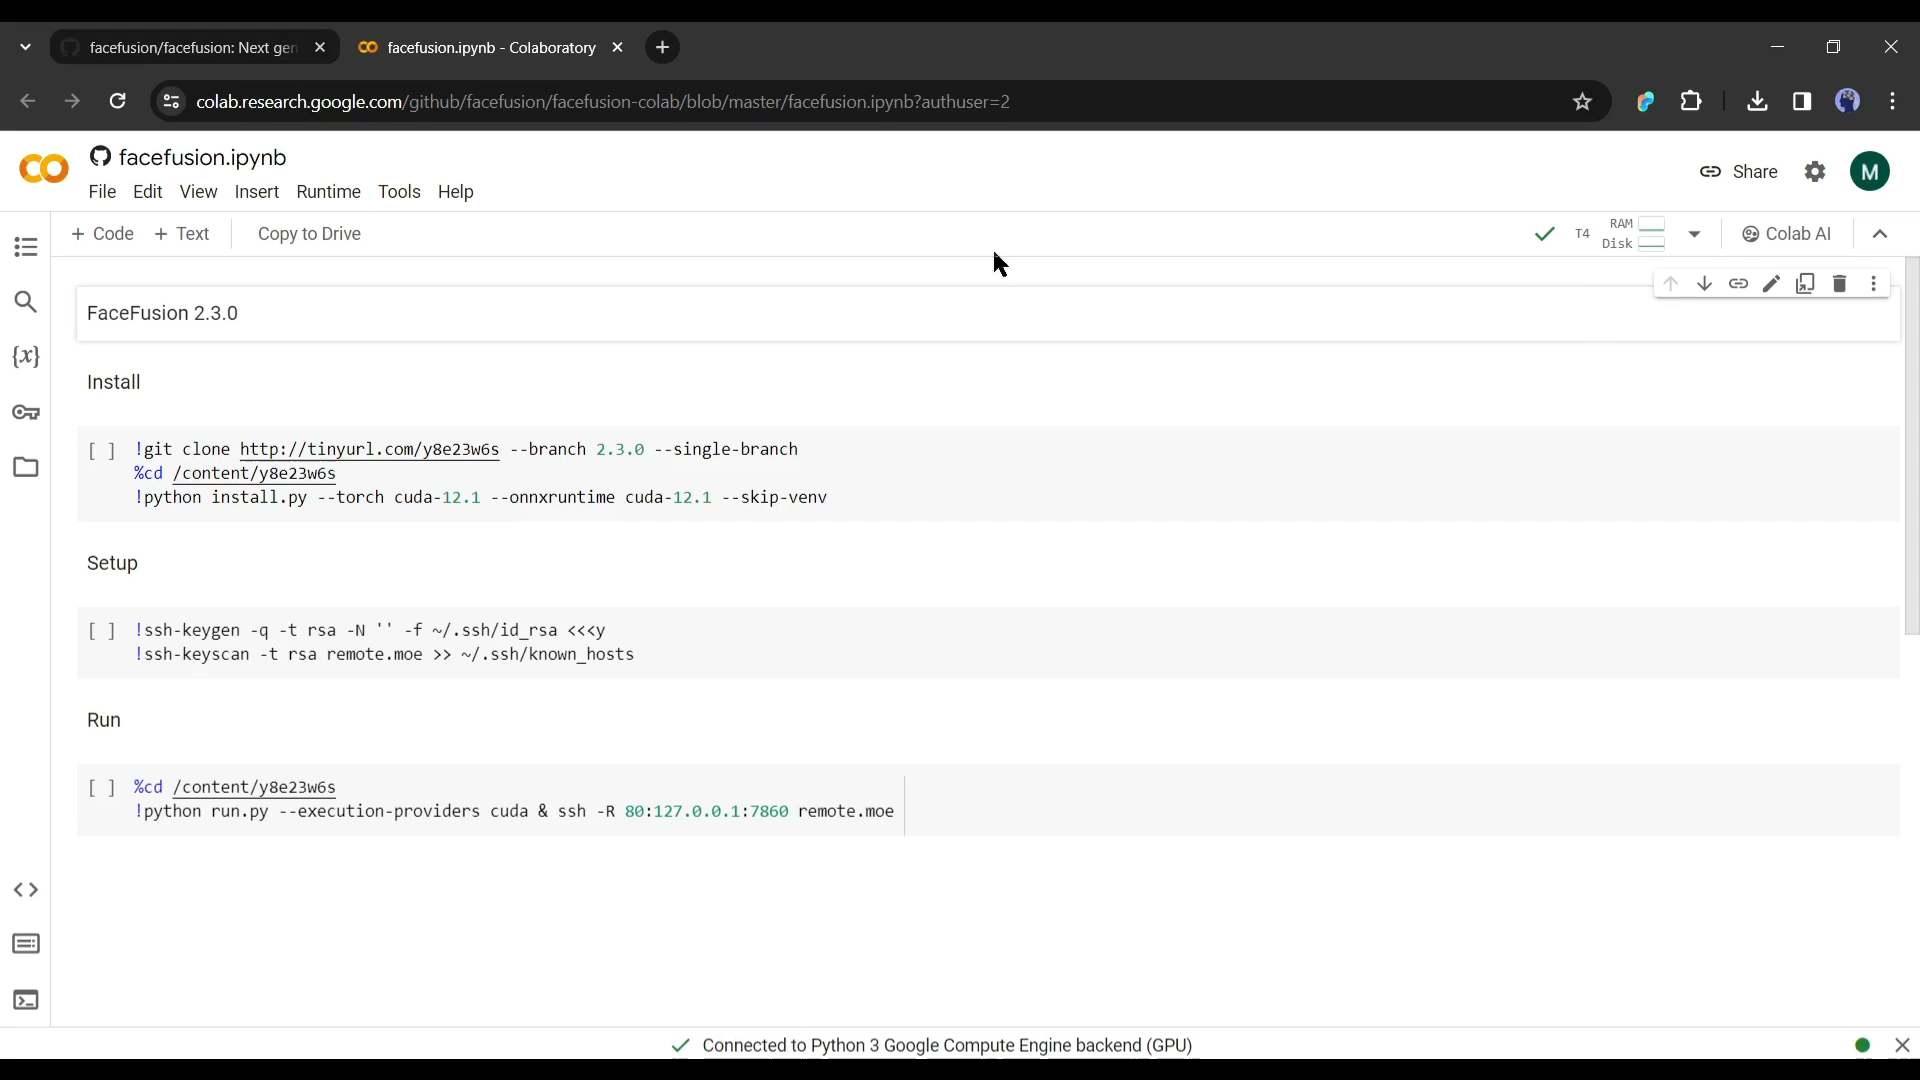 facefusion/facefusion: Next gen
facefusion.ipynb - Colaboratory
colab.research.google.com/github/facefusion/facefusion-colab/blob/master/facefusion.ipynb?authuser=2
facefusion.ipynb
File Edit View Insert Runtime Tools Help
Share
M
+ Code + Text Copy to Drive
T4
RAM
Disk
Colab AI
FaceFusion 2.3.0
Install
[ ] !git clone http://tinyurl.com/y8e23w6s --branch 2.3.0 --single-branch
%cd /content/y8e23w6s
!python install.py --torch cuda-12.1 --onnxruntime cuda-12.1 --skip-venv
Setup
[ ] !ssh-keygen -q -t rsa -N '' -f ~/.ssh/id_rsa <<<y
!ssh-keyscan -t rsa remote.moe >> ~/.ssh/known_hosts
Run
[ ] %cd /content/y8e23w6s
!python run.py --execution-providers cuda & ssh -R 80:127.0.0.1:7860 remote.moe
Connected to Python 3 Google Compute Engine backend (GPU)